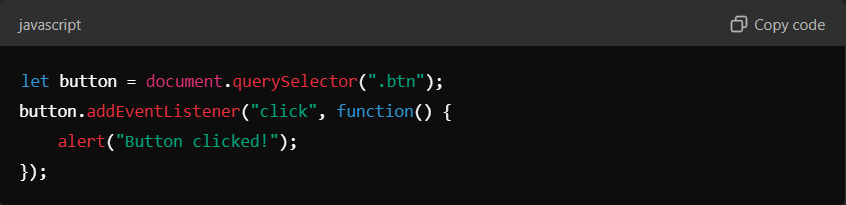 javascript
Copy code
let button = document.querySelector(".btn");
button.addEventListener("click", function() {
    alert("Button clicked!");
});